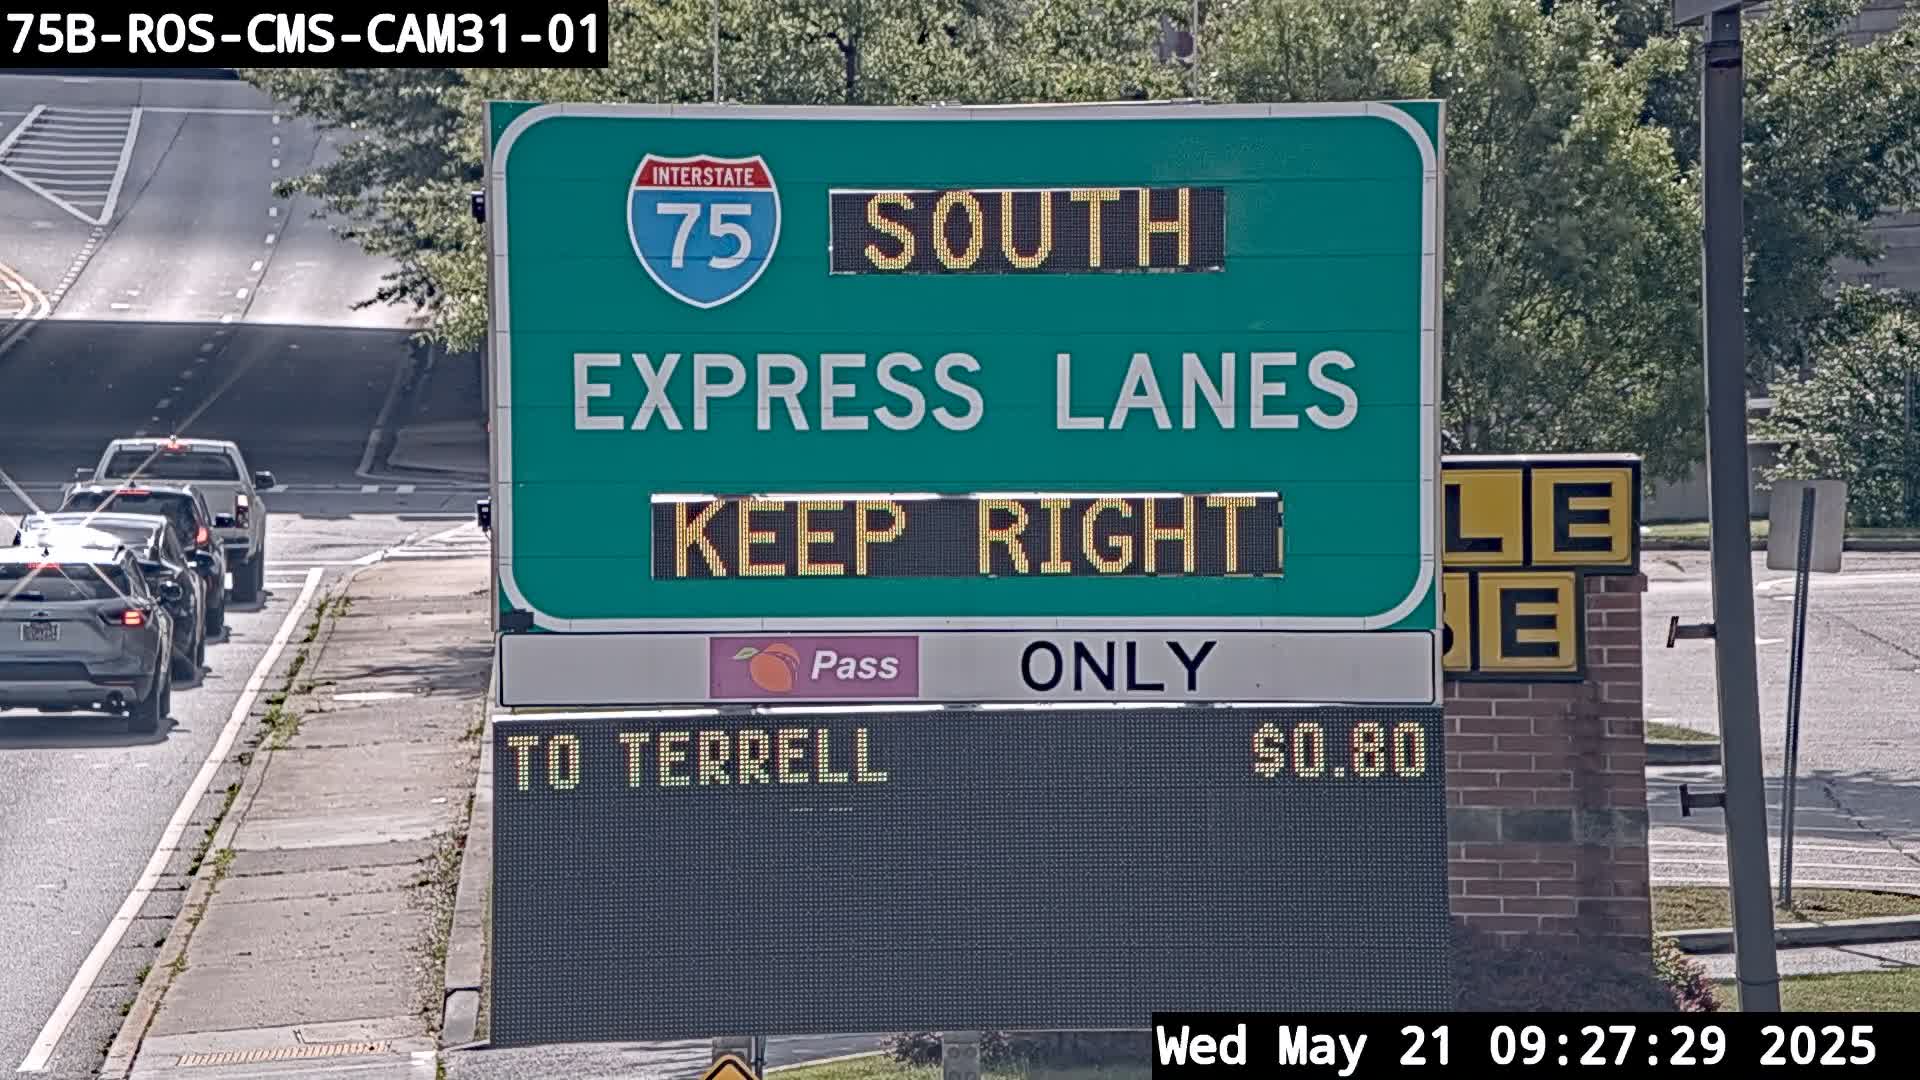 75B-ROS-CMS-CAM31-01
INTERSTATE
75
SOUTH
EXPRESS LANES
KEEP RIGHT
Pass ONLY
TO TERRELL $0.80
LE
E
Wed May 21 09:27:29 2025